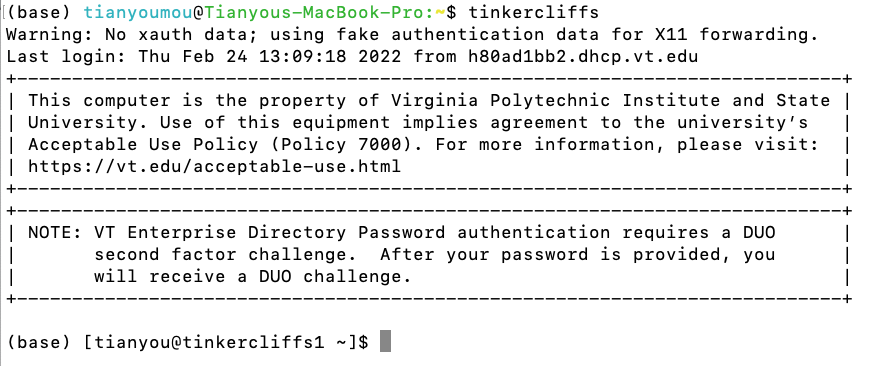 (base) tianyoumou@Tianyous-MacBook-Pro:~$ tinkercliffs
Warning: No xauth data; using fake authentication data for X11 forwarding.
Last login: Thu Feb 24 13:09:18 2022 from h80ad1bb2.dhcp.vt.edu
+---------------------------------------------------------------------------+
| This computer is the property of Virginia Polytechnic Institute and State |
| University. Use of this equipment implies agreement to the university’s   |
| Acceptable Use Policy (Policy 7000). For more information, please visit:  |
| https://vt.edu/acceptable-use.html                                        |
+---------------------------------------------------------------------------+
+---------------------------------------------------------------------------+
| NOTE: VT Enterprise Directory Password authentication requires a DUO      |
|       second factor challenge.  After your password is provided, you      |
|       will receive a DUO challenge.                                       |
+---------------------------------------------------------------------------+
(base) [tianyou@tinkercliffs1 ~]$